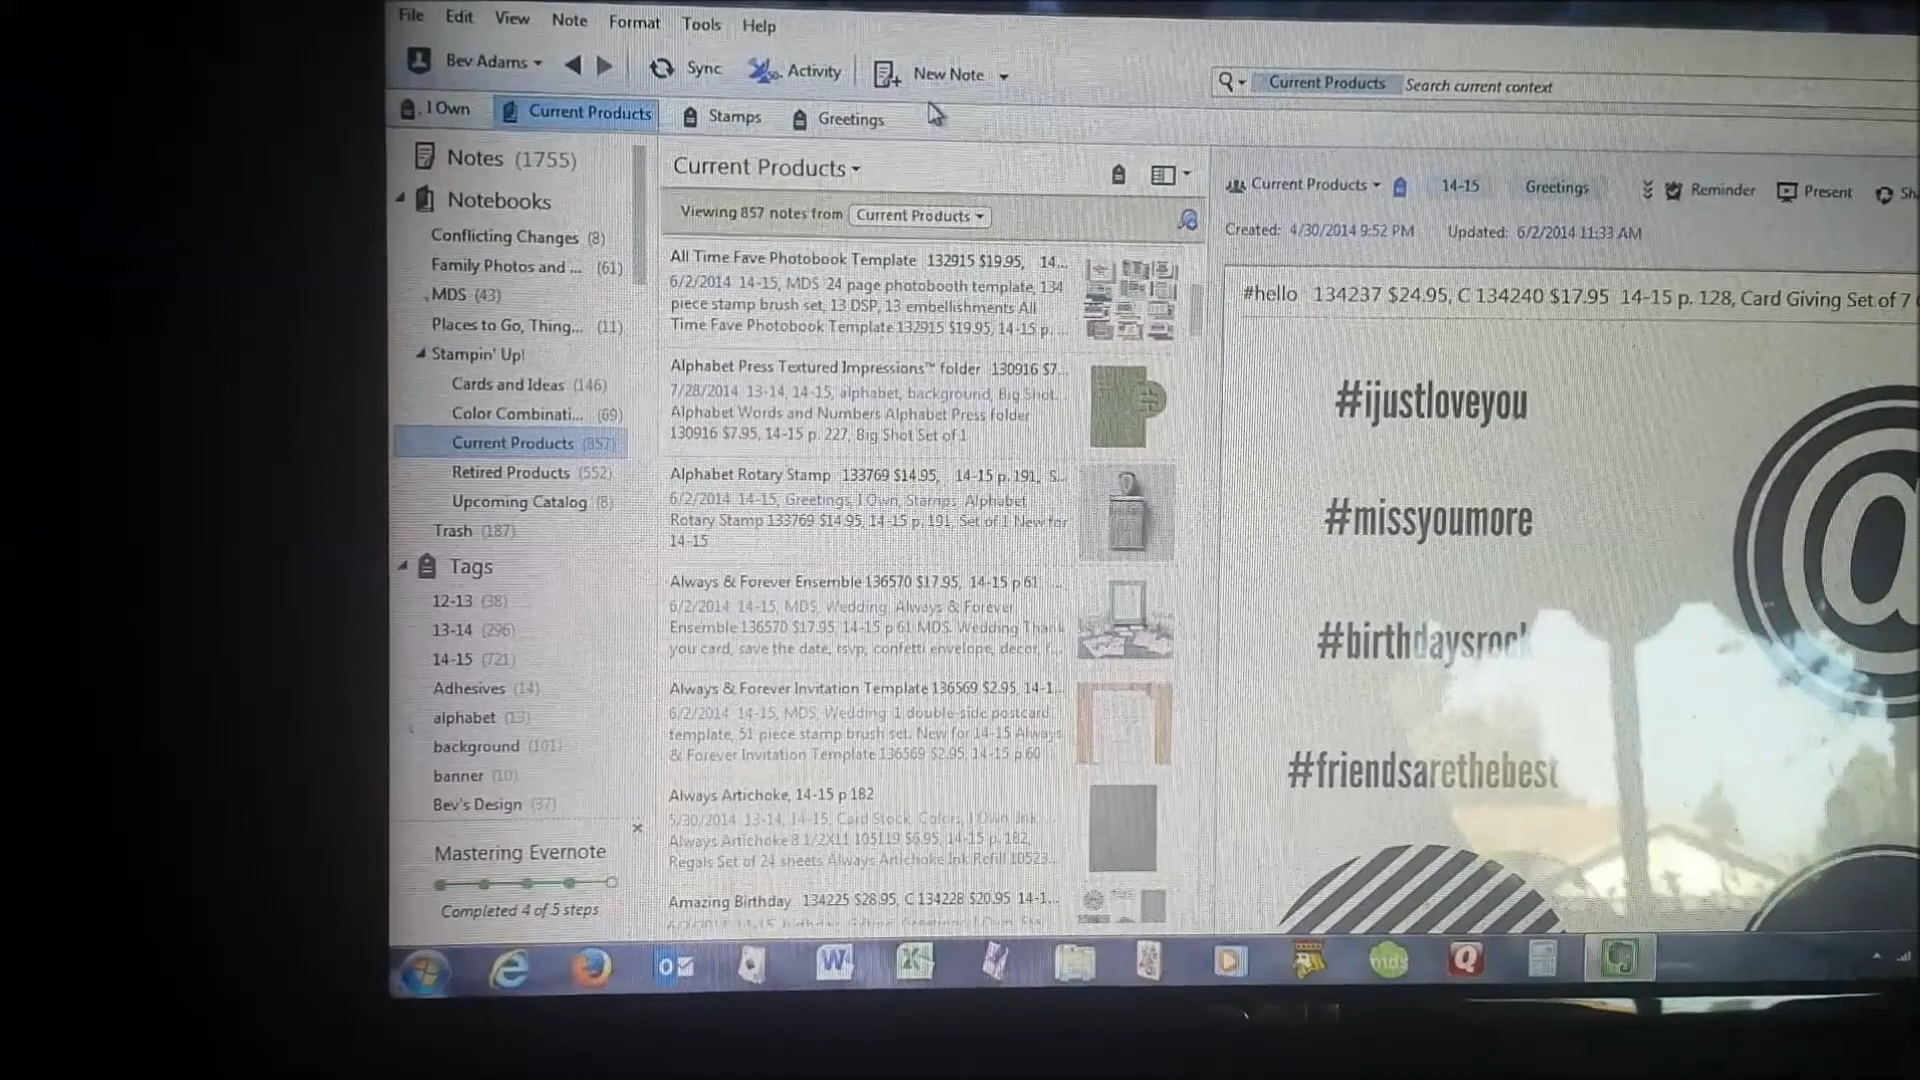 File Edit View Note Format Tools Help
Bev Adams Sync Activity New Note
Current Products Search current context
I Own Current Products Stamps Greetings
Notes (1755)
Notebooks
Conflicting Changes (8)
Family Photos and ... (61)
MDS (43)
Places to Go, Thing... (11)
Stampin' Up!
Cards and Ideas (146)
Color Combinati... (69)
Current Products (857)
Retired Products (552)
Upcoming Catalog (8)
Trash (187)
Tags
12-13 (38)
13-14 (296)
14-15 (721)
Adhesives (14)
alphabet (13)
background (101)
banner (10)
Bev's Design (37)
Mastering Evernote
Completed 4 of 5 steps
Current Products
Viewing 857 notes from Current Products
All Time Fave Photobook Template 132915 $19.95, 14...
6/2/2014 14-15, MDS 24 page photobooth template, 134
piece stamp brush set, 13 DSP, 13 embellishments All
Time Fave Photobook Template 132915 $19.95, 14-15 p. ...
Alphabet Press Textured Impressions™ folder 130916 $7...
7/28/2014 13-14, 14-15, alphabet, background, Big Shot...
Alphabet Words and Numbers Alphabet Press folder
130916 $7.95, 14-15 p. 227, Big Shot Set of 1
Alphabet Rotary Stamp 133769 $14.95, 14-15 p. 191, S...
6/2/2014 14-15, Greetings, I Own, Stamps Alphabet
Rotary Stamp 133769 $14.95, 14-15 p. 191, Set of 1 New for
14-15
Always & Forever Ensemble 136570 $17.95, 14-15 p 61 ...
6/2/2014 14-15, MDS, Wedding Always & Forever
Ensemble 136570 $17.95, 14-15 p 61 MDS. Wedding Thank
you card, save the date, rsvp, confetti envelope, decor, f...
Always & Forever Invitation Template 136569 $2.95, 14-1...
6/2/2014 14-15, MDS, Wedding 1 double-side postcard
template, 51 piece stamp brush set. New for 14-15 Always
& Forever Invitation Template 136569 $2.95, 14-15 p 60 ...
Always Artichoke, 14-15 p 182
5/30/2014 13-14, 14-15, Card Stock, Colors, I Own Ink ...
Always Artichoke 8 1/2X11 105119 $6.95, 14-15 p. 182,
Regals Set of 24 sheets Always Artichoke Ink Refill 10523...
Amazing Birthday 134225 $28.95, C 134228 $20.95 14-1...
Current Products 14-15 Greetings Reminder Present Sh
Created: 4/30/2014 9:52 PM Updated: 6/2/2014 11:33 AM
#hello 134237 $24.95, C 134240 $17.95 14-15 p. 128, Card Giving Set of 7
#ijustloveyou
#missyoumore
#birthdaysrock
#friendsarethebest
@
mds